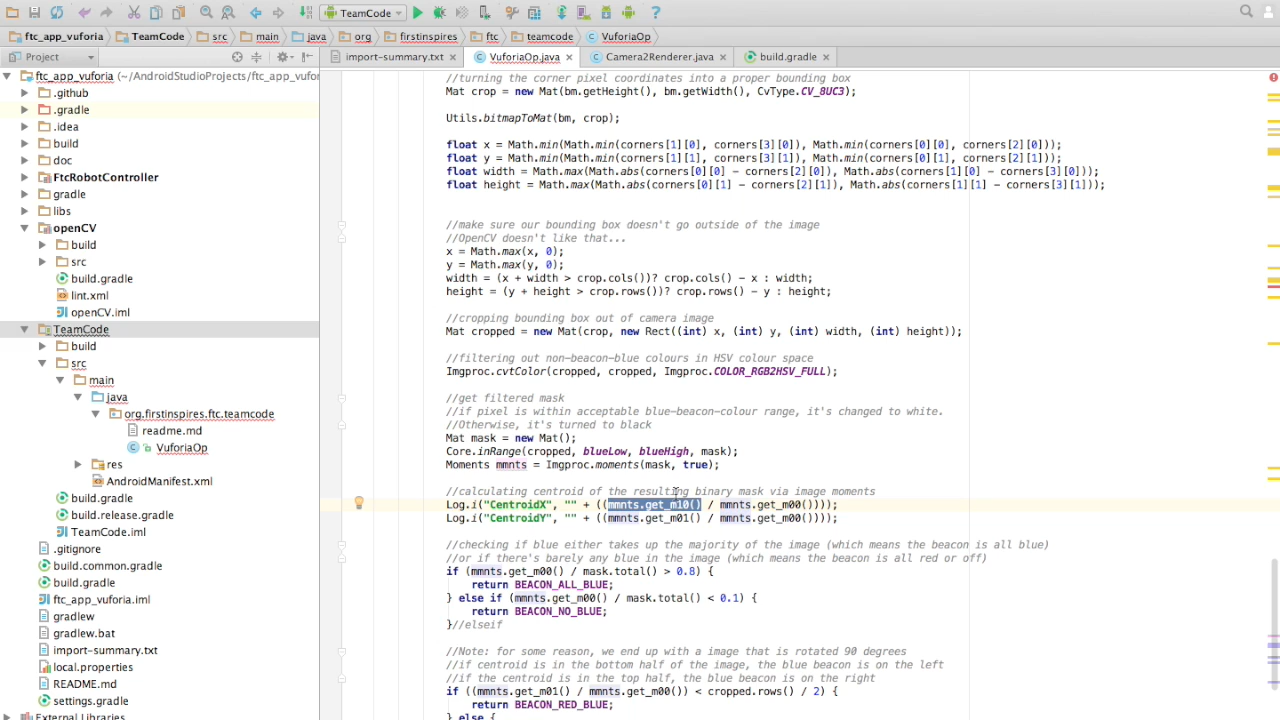 TeamCode
ftc_app_vuforia
TeamCode
src
main
java
org
firstinspires
ftc
teamcode
VuforiaOp
Project
import-summary.txt
VuforiaOp.java
Camera2Renderer.java
build.gradle
ftc_app_vuforia (~/AndroidStudioProjects/ftc_app_vufor
.github
.gradle
.idea
build
doc
FtcRobotController
gradle
libs
openCV
build
src
build.gradle
lint.xml
openCV.iml
TeamCode
build
src
main
java
org.firstinspires.ftc.teamcode
readme.md
VuforiaOp
res
AndroidManifest.xml
build.gradle
build.release.gradle
TeamCode.iml
.gitignore
build.common.gradle
build.gradle
ftc_app_vuforia.iml
gradlew
gradlew.bat
import-summary.txt
local.properties
README.md
settings.gradle
External Libraries
//turning the corner pixel coordinates into a proper bounding box
Mat crop = new Mat(bm.getHeight(), bm.getWidth(), CvType.CV_8UC3);
Utils.bitmapToMat(bm, crop);
float x = Math.min(Math.min(corners[1][0], corners[3][0]), Math.min(corners[0][0], corners[2][0]));
float y = Math.min(Math.min(corners[1][1], corners[3][1]), Math.min(corners[0][1], corners[2][1]));
float width = Math.max(Math.abs(corners[0][0] - corners[2][0]), Math.abs(corners[1][0] - corners[3][0]));
float height = Math.max(Math.abs(corners[0][1] - corners[2][1]), Math.abs(corners[1][1] - corners[3][1]));
//make sure our bounding box doesn't go outside of the image
//OpenCV doesn't like that...
x = Math.max(x, 0);
y = Math.max(y, 0);
width = (x + width > crop.cols())? crop.cols() - x : width;
height = (y + height > crop.rows())? crop.rows() - y : height;
//cropping bounding box out of camera image
Mat cropped = new Mat(crop, new Rect((int) x, (int) y, (int) width, (int) height));
//filtering out non-beacon-blue colours in HSV colour space
Imgproc.cvtColor(cropped, cropped, Imgproc.COLOR_RGB2HSV_FULL);
//get filtered mask
//if pixel is within acceptable blue-beacon-colour range, it's changed to white.
//Otherwise, it's turned to black
Mat mask = new Mat();
Core.inRange(cropped, blueLow, blueHigh, mask);
Moments mmnts = Imgproc.moments(mask, true);
//calculating centroid of the resulting binary mask via image moments
Log.i("CentroidX", "" + ((mmnts.get_m10() / mmnts.get_m00())));
Log.i("CentroidY", "" + ((mmnts.get_m01() / mmnts.get_m00())));
//checking if blue either takes up the majority of the image (which means the beacon is all blue)
//or if there's barely any blue in the image (which means the beacon is all red or off)
if (mmnts.get_m00() / mask.total() > 0.8) {
return BEACON_ALL_BLUE;
} else if (mmnts.get_m00() / mask.total() < 0.1) {
return BEACON_NO_BLUE;
}//elseif
//Note: for some reason, we end up with a image that is rotated 90 degrees
//if centroid is in the bottom half of the image, the blue beacon is on the left
//if the centroid is in the top half, the blue beacon is on the right
if ((mmnts.get_m01() / mmnts.get_m00()) < cropped.rows() / 2) {
return BEACON_RED_BLUE;
} else {